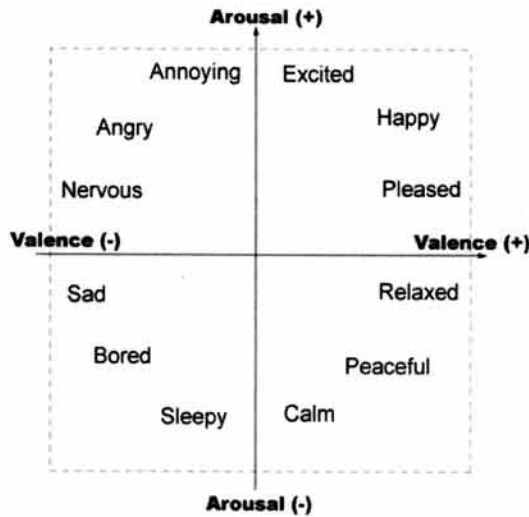 Arousal (+)
Annoying Excited
Angry Happy
Nervous Pleased
Valence (-) Valence (+)
Sad Relaxed
Bored Peaceful
Sleepy Calm
Arousal (-)